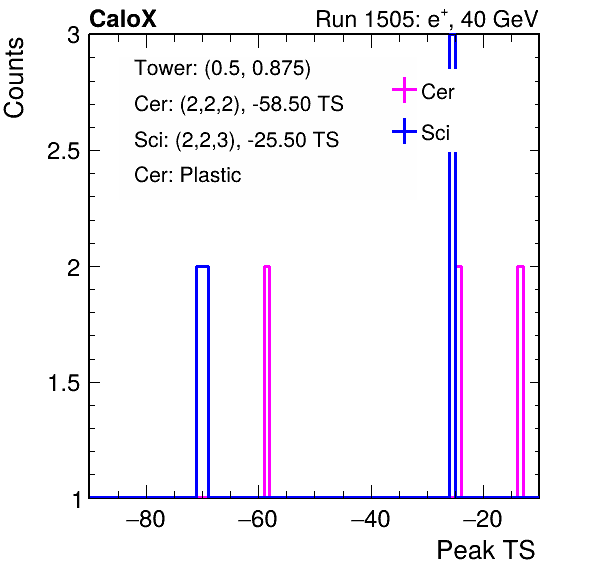 CaloX Run 1505: e⁺, 40 GeV
Counts
3
2.5
2
1.5
1
Tower: (0.5, 0.875)
Cer: (2,2,2), -58.50 TS
Sci: (2,2,3), -25.50 TS
Cer: Plastic
Cer
Sci
−80 −60 −40 −20
Peak TS